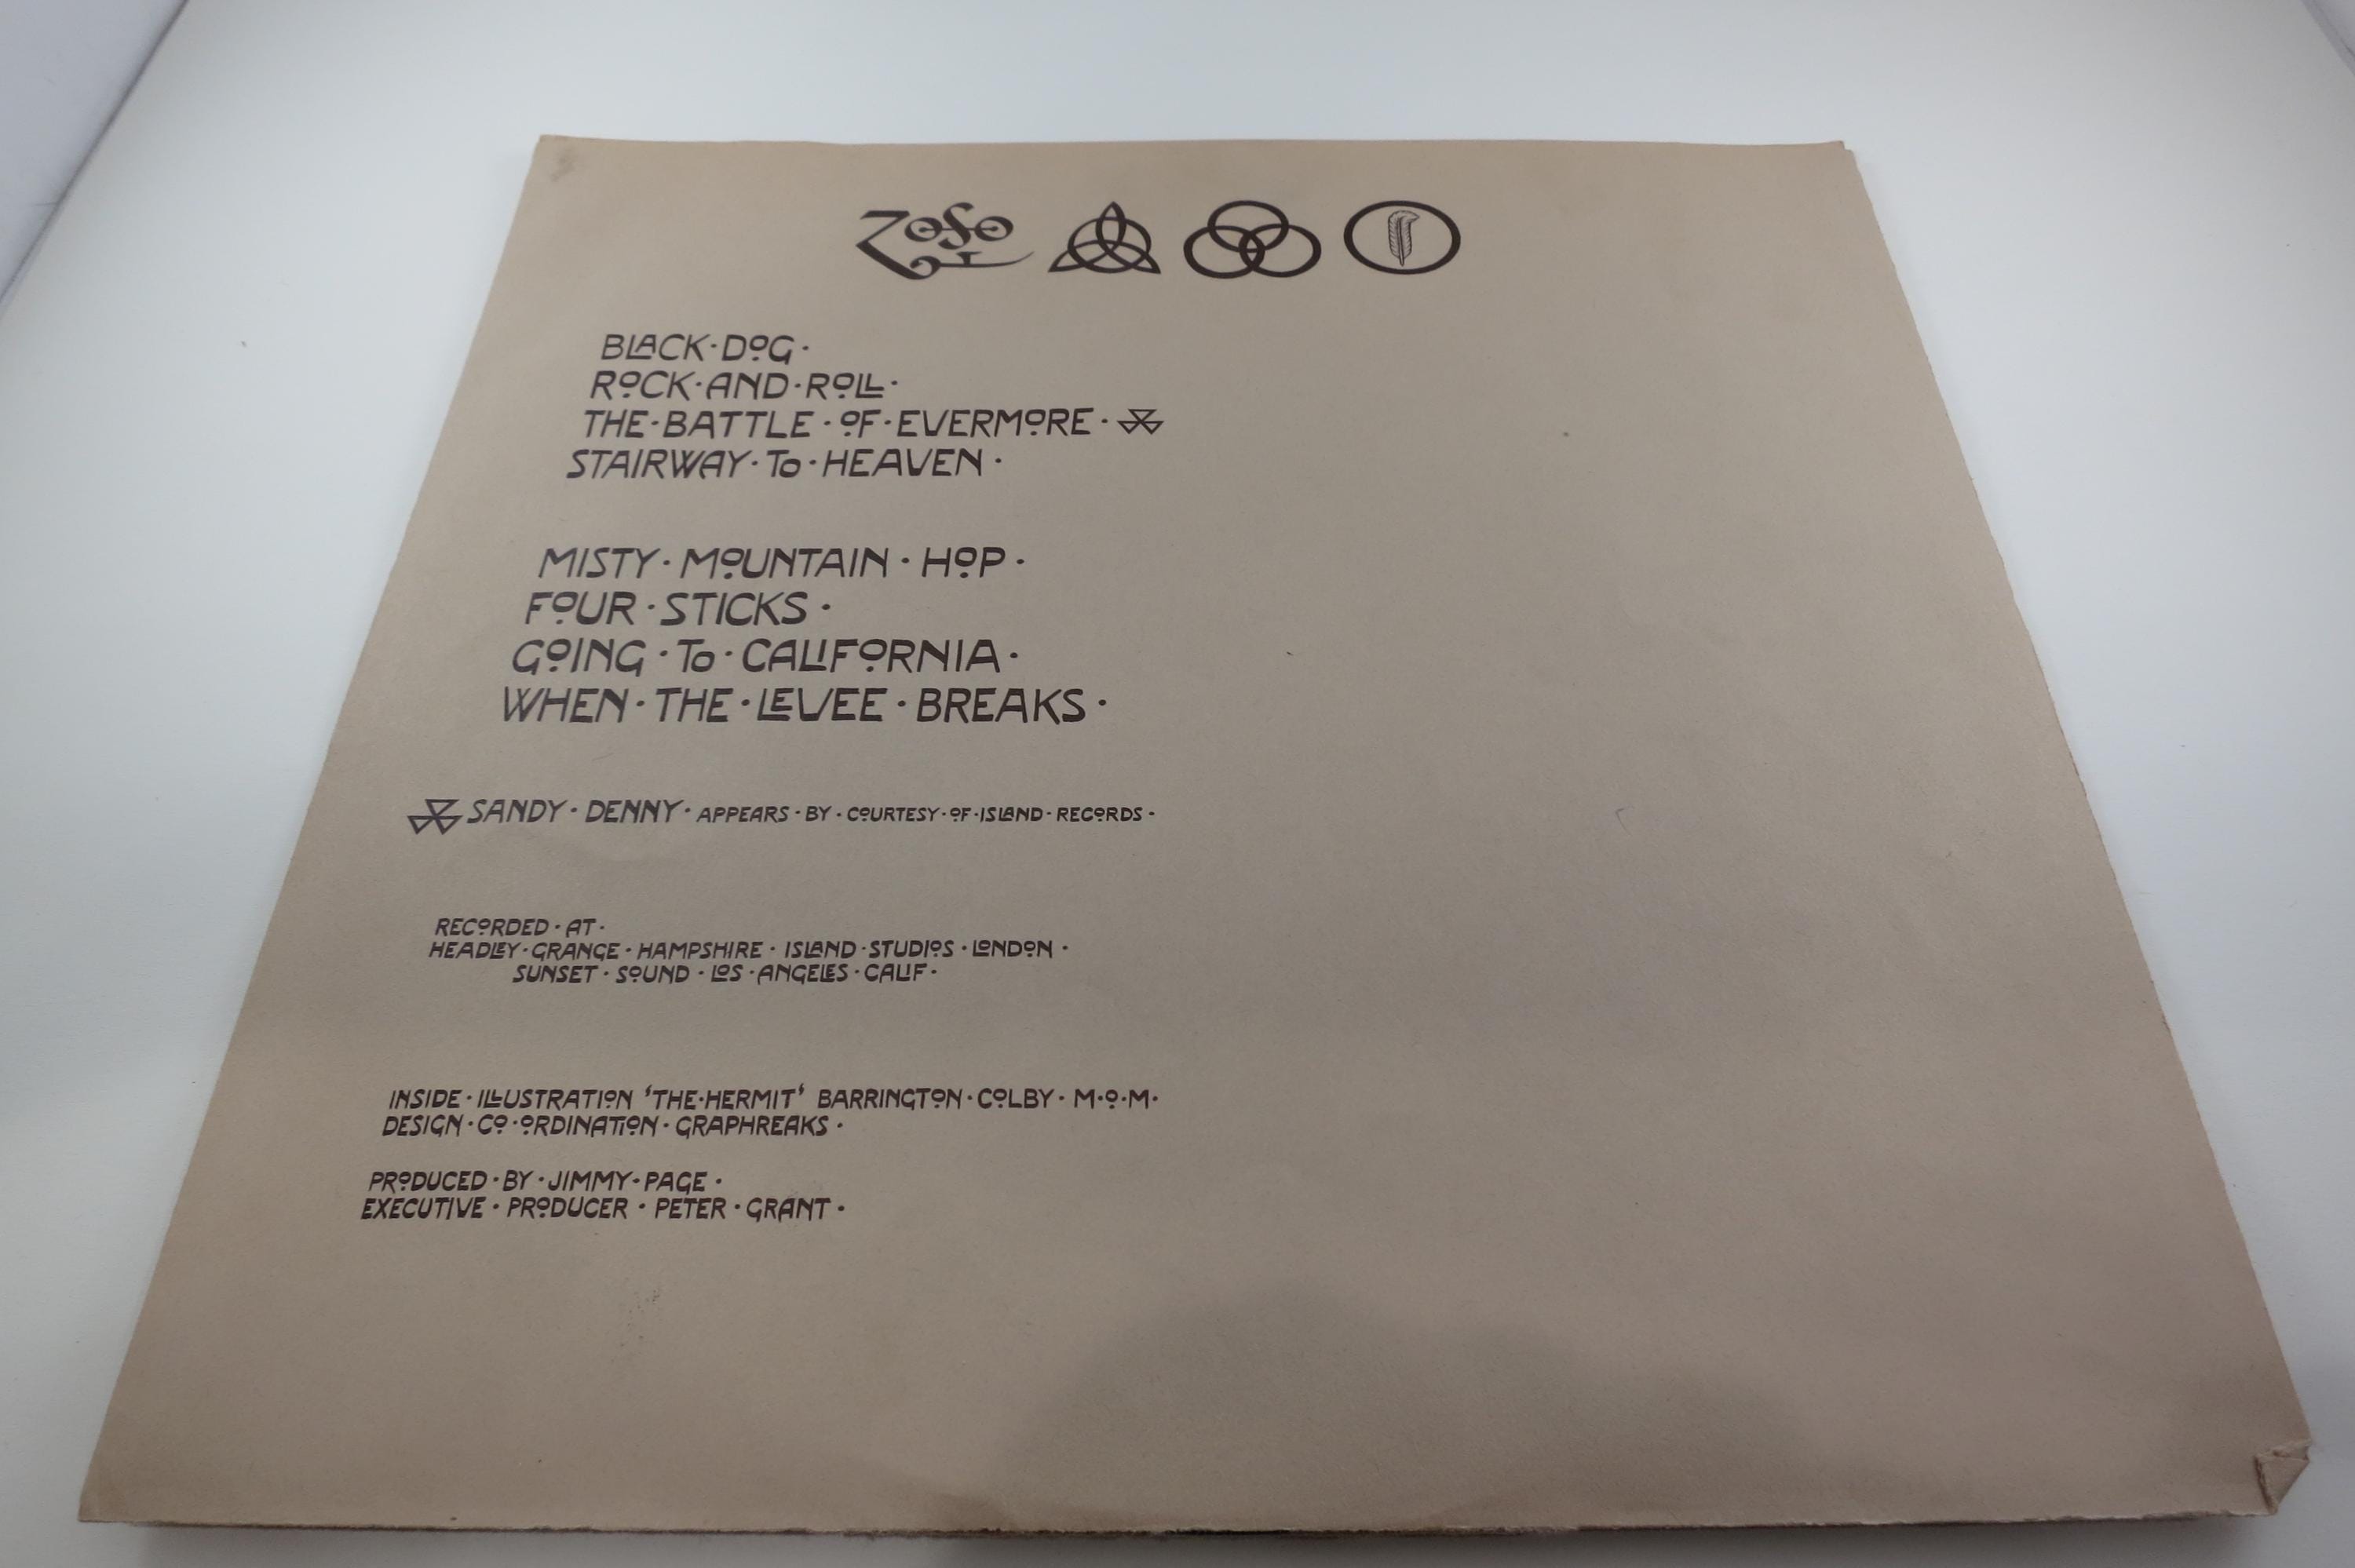 ZoSo
BLACK·DOG·
ROCK·AND·ROLL·
THE·BATTLE·OF·EVERMORE·
STAIRWAY·To·HEAVEN·
MISTY·MOUNTAIN·HOP·
FOUR·STICKS·
GOING·To·CALIFORNIA·
WHEN·THE·LEVEE·BREAKS·
SANDY·DENNY·APPEARS·BY·COURTESY·OF·ISLAND·RECORDS·
RECORDED·AT·
HEADLEY·GRANGE·HAMPSHIRE·ISLAND·STUDIOS·LONDON·
SUNSET·SOUND·LOS·ANGELES·CALIF·
INSIDE·ILLUSTRATION 'THE·HERMIT' BARRINGTON·COLBY·M·O·M·
DESIGN·CO·ORDINATION·GRAPHREAKS·
PRODUCED·BY·JIMMY·PAGE·
EXECUTIVE·PRODUCER·PETER·GRANT·